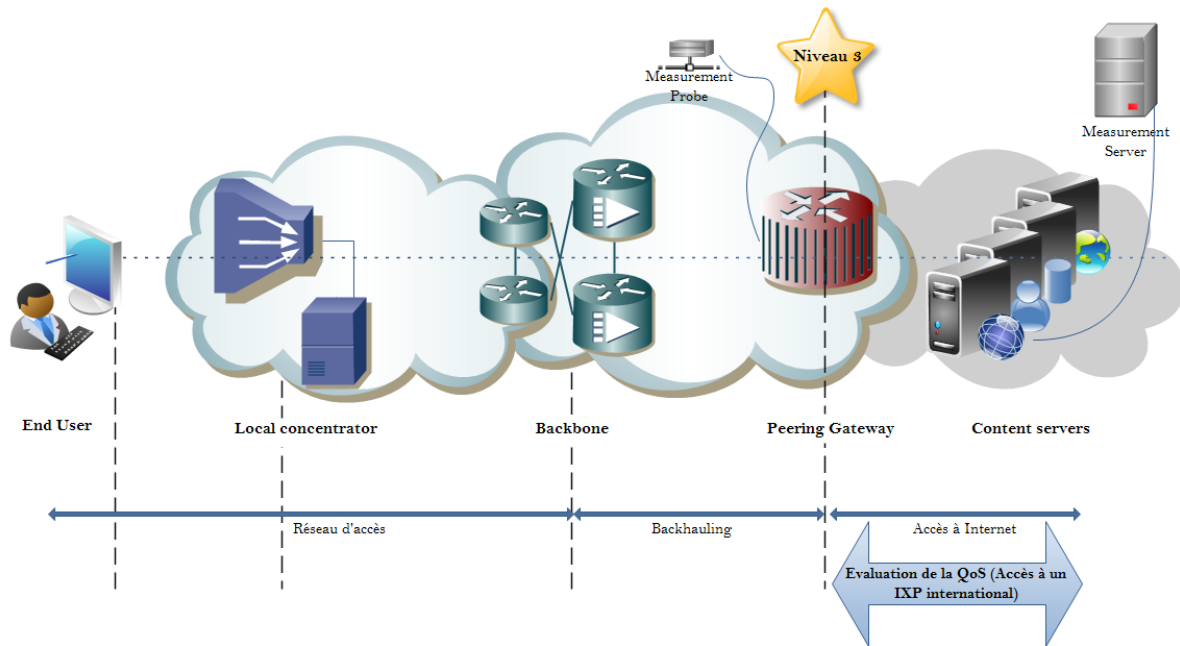 Niveau 3
Measurement
Probe
Measurement
Server
End User
Local concentrator
Backbone
Peering Gateway
Content servers
Réseau d'accès
Backhauling
Accès à Internet
Evaluation de la QoS (Accès à un
IXP international)